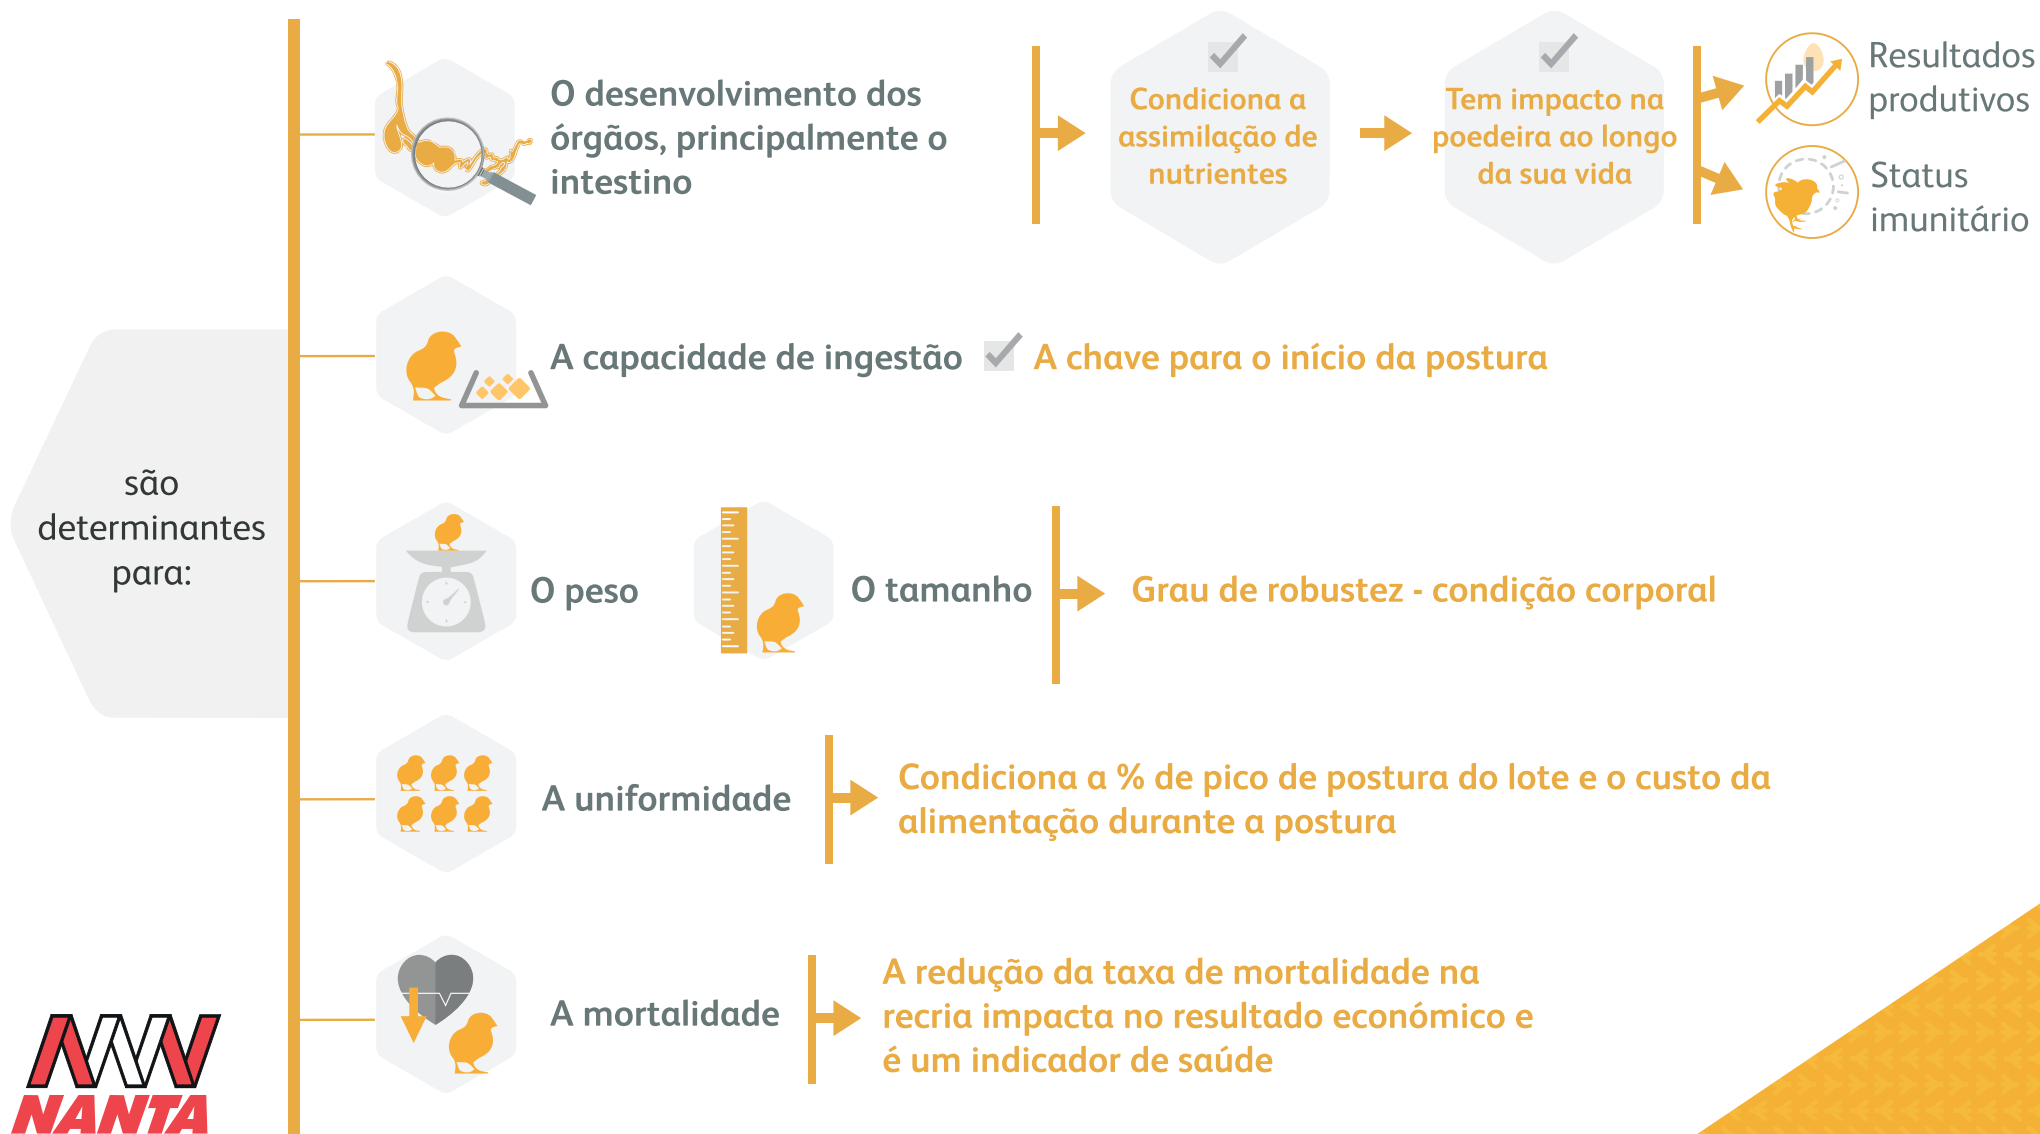 são
determinantes
para:
O desenvolvimento dos
órgãos, principalmente o
intestino
Condiciona a
assimilação de
nutrientes
Tem impacto na
poedeira ao longo
da sua vida
Resultados
produtivos
Status
imunitário
A capacidade de ingestão
A chave para o início da postura
O peso
O tamanho
Grau de robustez - condição corporal
A uniformidade
Condiciona a % de pico de postura do lote e o custo da
alimentação durante a postura
A mortalidade
A redução da taxa de mortalidade na
recria impacta no resultado económico e
é um indicador de saúde
NANTA